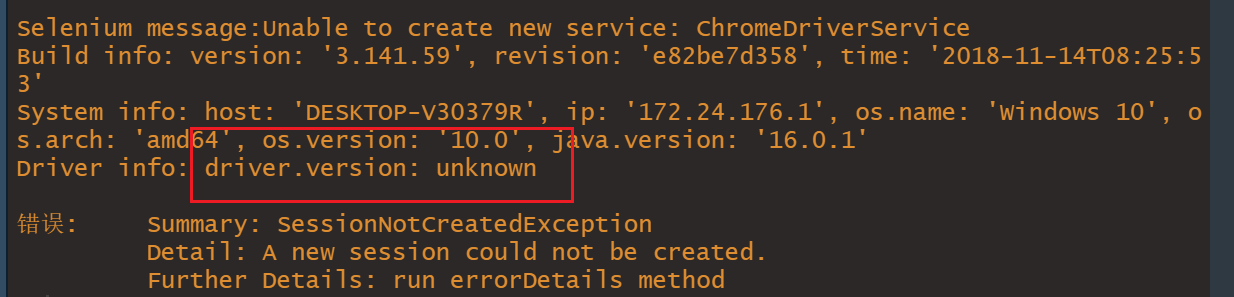 Selenium message:Unable to create new service: ChromeDriverService
Build info: version: '3.141.59', revision: 'e82be7d358', time: '2018-11-14T08:25:5
3'
System info: host: 'DESKTOP-V30379R', ip: '172.24.176.1', os.name: 'Windows 10', o
s.arch: 'amd64', os.version: '10.0', java.version: '16.0.1'
Driver info: driver.version: unknown
错误:     Summary: SessionNotCreatedException
Detail: A new session could not be created.
Further Details: run errorDetails method